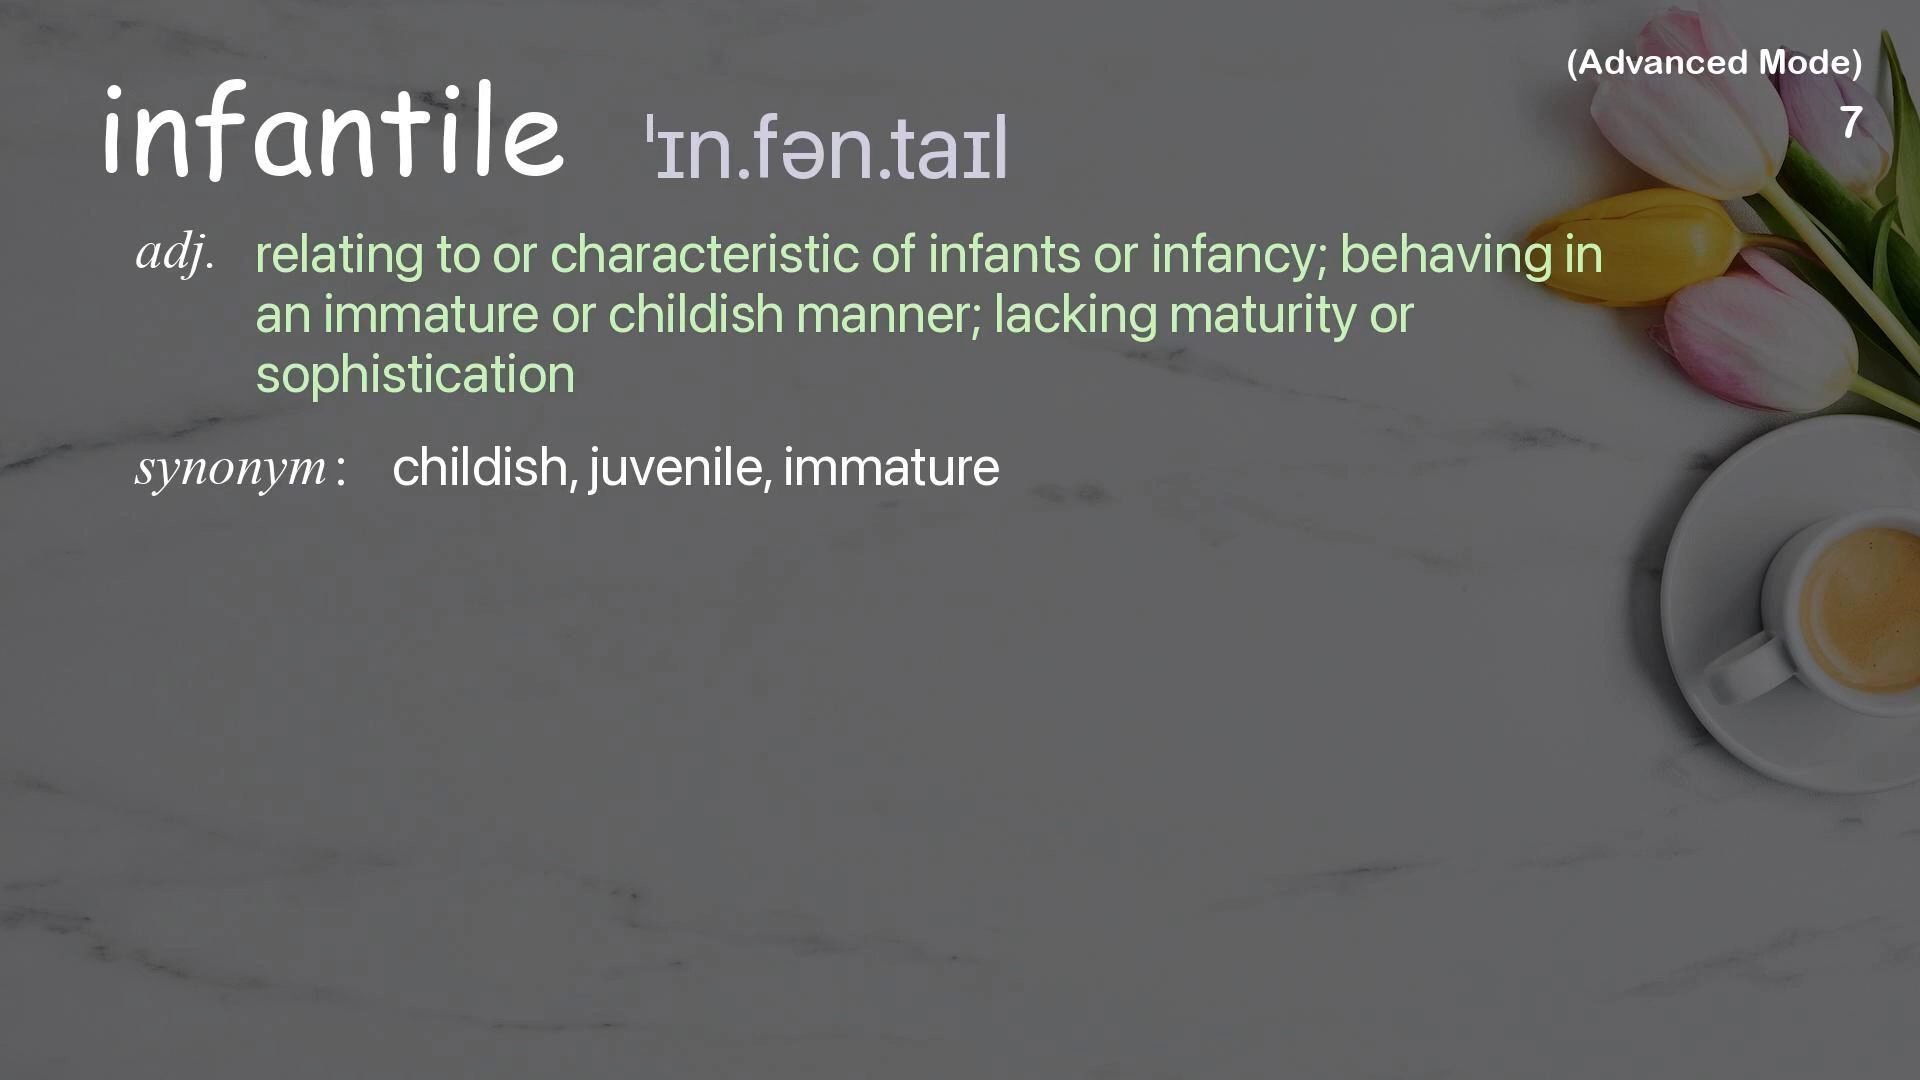 (Advanced Mode)
infantile ˈɪn.fən.taɪl
7
adj. relating to or characteristic of infants or infancy; behaving in
an immature or childish manner; lacking maturity or
sophistication
synonym: childish, juvenile, immature